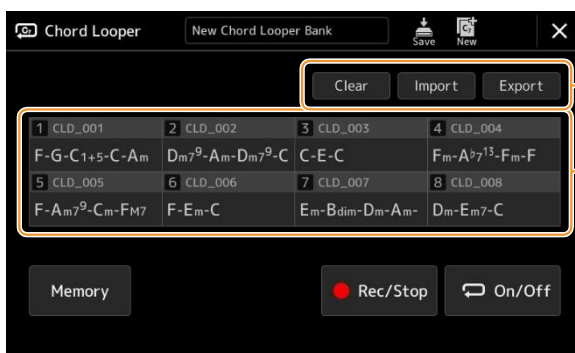 Chord Looper
New Chord Looper Bank
Save
New
Clear
Import
Export
1 CLD_001
2 CLD_002
3 CLD_003
4 CLD_004
F-G-C1+5-C-Am
Dm7⁹-Am-Dm7⁹-C
C-E-C
Fm-A♭7¹³-Fm-F
5 CLD_005
6 CLD_006
7 CLD_007
8 CLD_008
F-Am7⁹-Cm-FM7
F-Em-C
Em-Bdim-Dm-Am-
Dm-Em7-C
Memory
Rec/Stop
On/Off